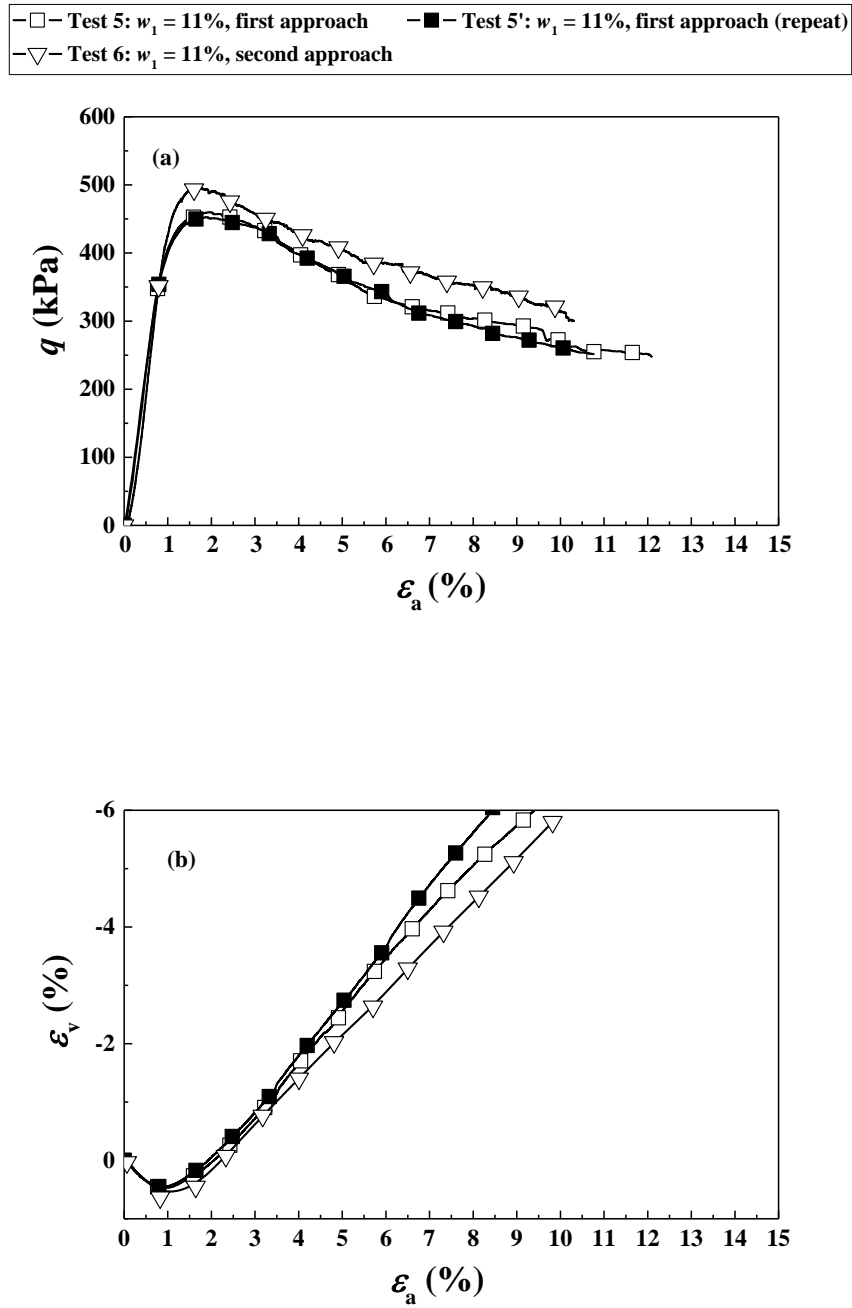 Test 5: w₁ = 11%, first approach Test 5': w₁ = 11%, first approach (repeat)
Test 6: w₁ = 11%, second approach
(a)
q (kPa)
600
500
400
300
200
100
0
0 1 2 3 4 5 6 7 8 9 10 11 12 13 14 15
εₐ (%)
(b)
εᵥ (%)
-6
-4
-2
0
0 1 2 3 4 5 6 7 8 9 10 11 12 13 14 15
εₐ (%)